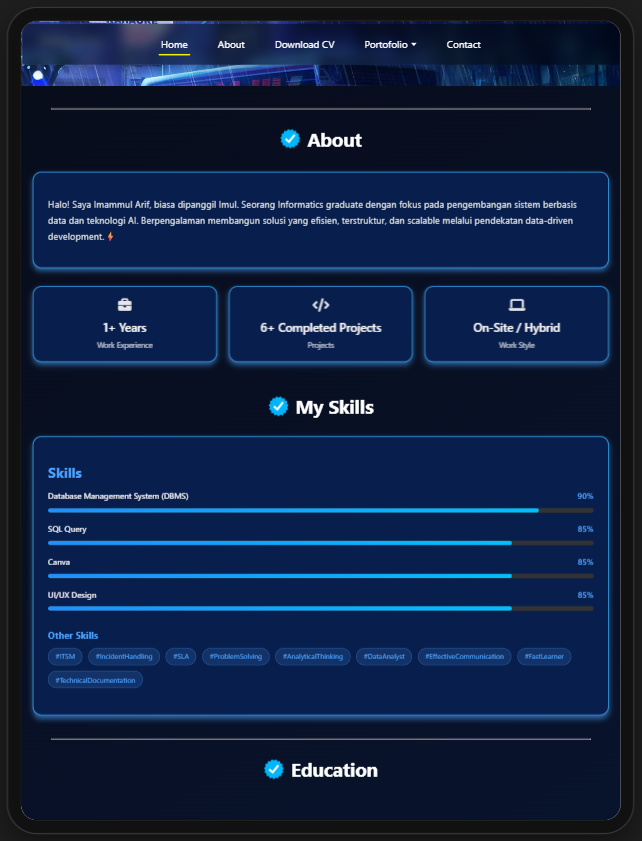 Home About Download CV Portofolio Contact
About
Halo! Saya Imammul Arif, biasa dipanggil Imul. Seorang Informatics graduate dengan fokus pada pengembangan sistem berbasis
data dan teknologi AI. Berpengalaman membangun solusi yang efisien, terstruktur, dan scalable melalui pendekatan data-driven
development. ⚡
1+ Years
Work Experience
6+ Completed Projects
Projects
On-Site / Hybrid
Work Style
My Skills
Skills
Database Management System (DBMS) 90%
SQL Query 85%
Canva 85%
UI/UX Design 85%
Other Skills
#ITSM #IncidentHandling #SLA #ProblemSolving #AnalyticalThinking #DataAnalyst #EffectiveCommunication #FastLearner
#TechnicalDocumentation
Education